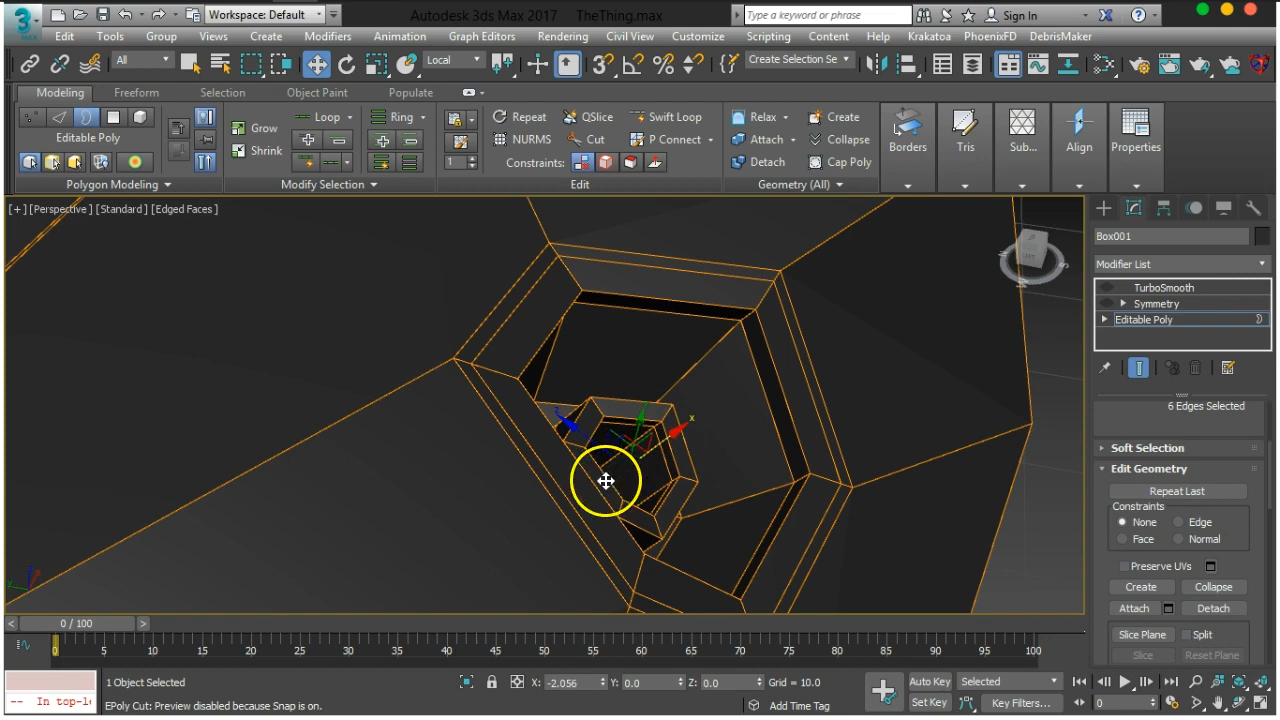 Workspace: Default
Autodesk 3ds Max 2017 TheThing.max
Type a keyword or phrase
Sign In
3
MAX
Edit Tools Group Views Create Modifiers Animation Graph Editors Rendering Civil View Customize Scripting Content Help Krakatoa PhoenixFD DebrisMaker
All
Local
Create Selection Se
Modeling Freeform Selection Object Paint Populate
Editable Poly
Polygon Modeling
Grow
Shrink
Loop
Ring
Modify Selection
1
Repeat QSlice Swift Loop
NURMS Cut P Connect
Constraints:
Edit
Relax Create
Attach Collapse
Detach Cap Poly
Geometry (All)
Borders
Tris
Sub...
Align
Properties
[+] [Perspective] [Standard] [Edged Faces]
z
x
Box001
Modifier List
TurboSmooth
Symmetry
Editable Poly
6 Edges Selected
Soft Selection
Edit Geometry
Repeat Last
Constraints
None Edge
Face Normal
Preserve UVs
Create Collapse
Attach Detach
Slice Plane Split
Slice Reset Plane
< 0 / 100 >
0 5 10 15 20 25 30 35 40 45 50 55 60 65 70 75 80 85 90 95 100
1 Object Selected
X: -2.056 Y: 0.0 Z: 0.0 Grid = 10.0
Auto Key Selected
-- In top-le
EPoly Cut: Preview disabled because Snap is on.
Add Time Tag
Set Key Key Filters...
0